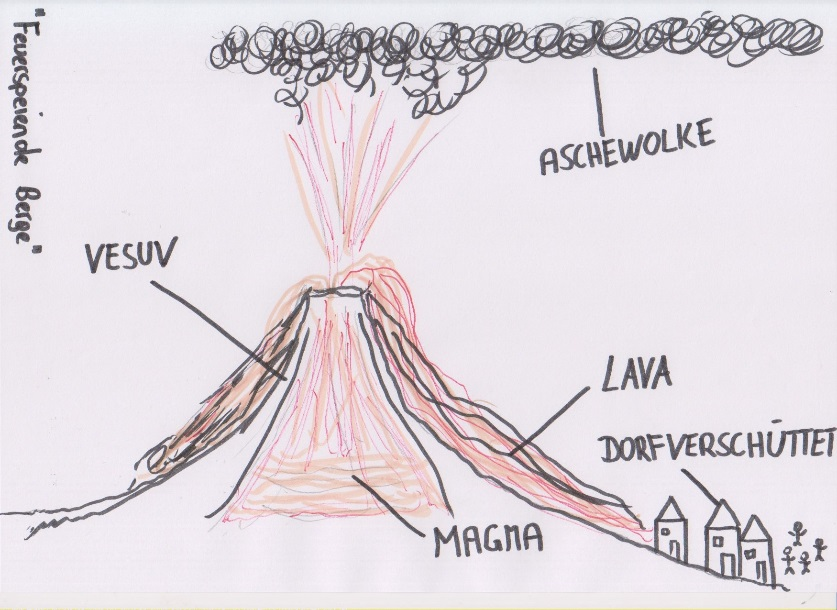 "Feuerspeiende Berge"
ASCHEWOLKE
VESUV
LAVA
DORFVERSCHÜTTET
MAGMA